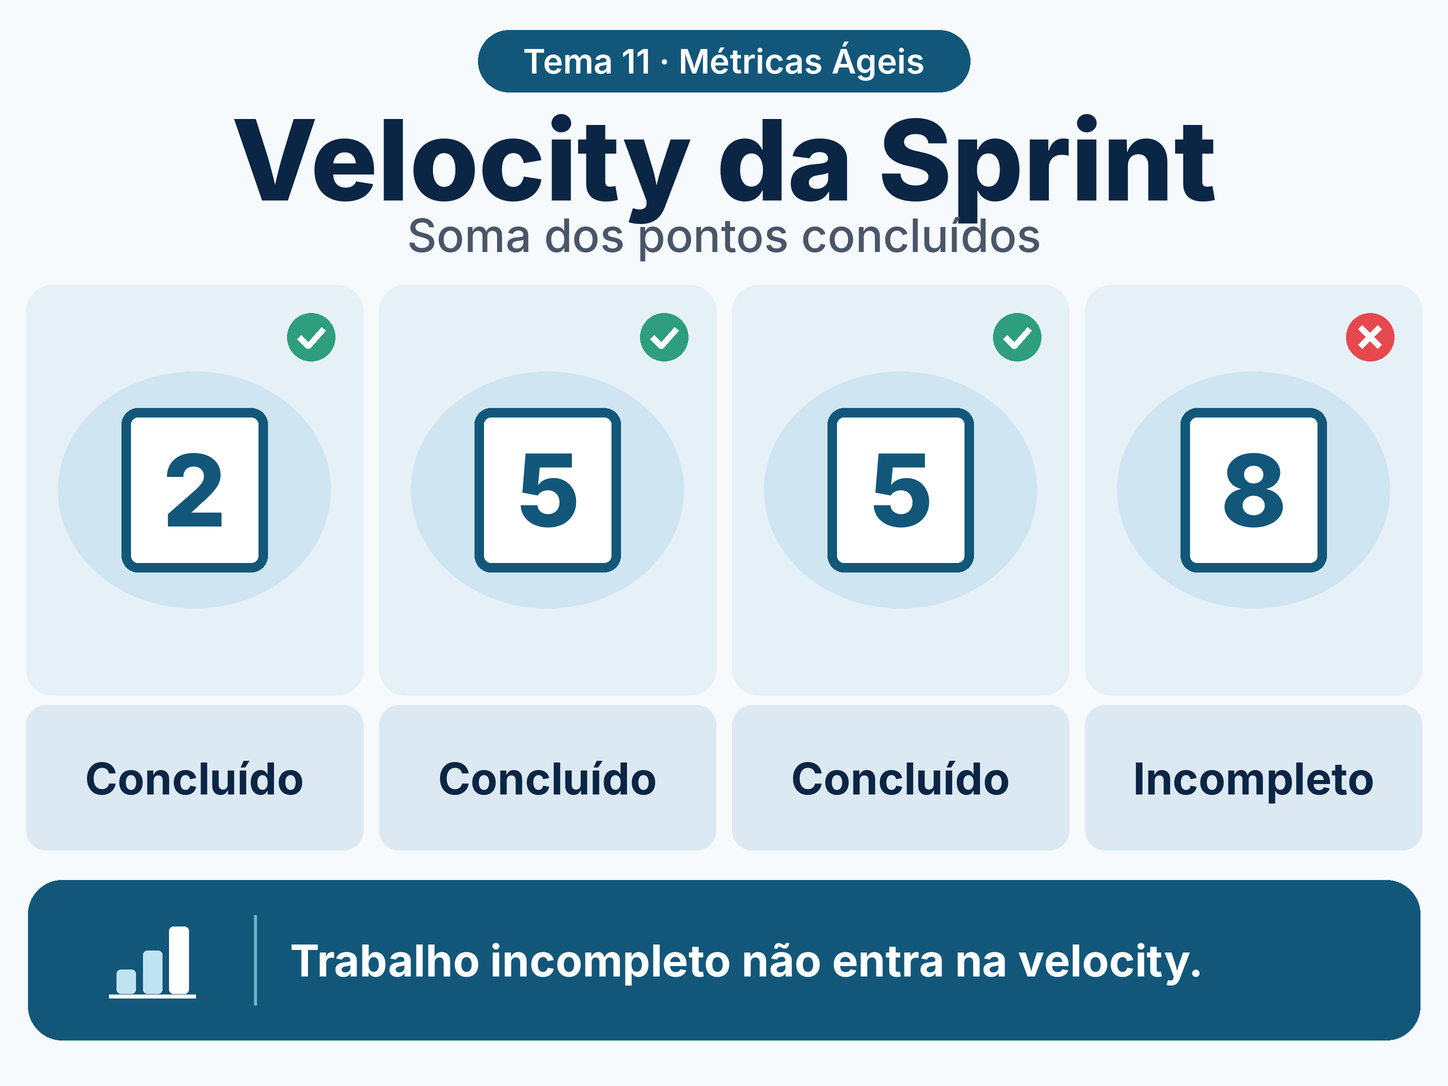 Tema 11 · Métricas Ágeis
Velocity da Sprint
Soma dos pontos concluídos
2
5
5
8
Concluído
Concluído
Concluído
Incompleto
Trabalho incompleto não entra na velocity.